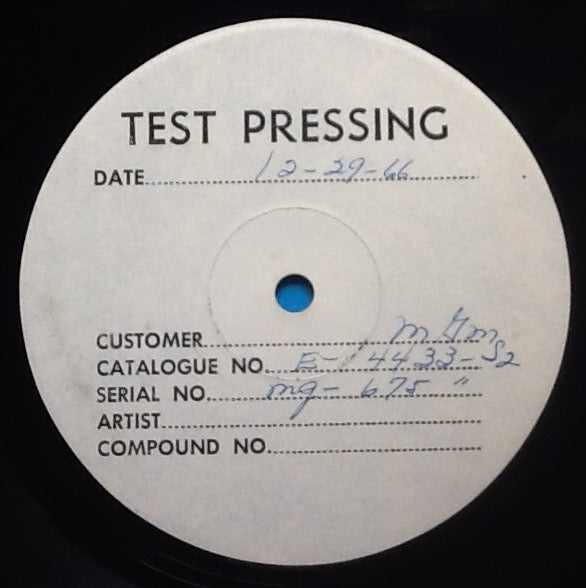 TEST PRESSING
DATE 12-29-66
CUSTOMER MGM
CATALOGUE NO. E-/4433-S2
SERIAL NO. mg-675 "
ARTIST
COMPOUND NO.